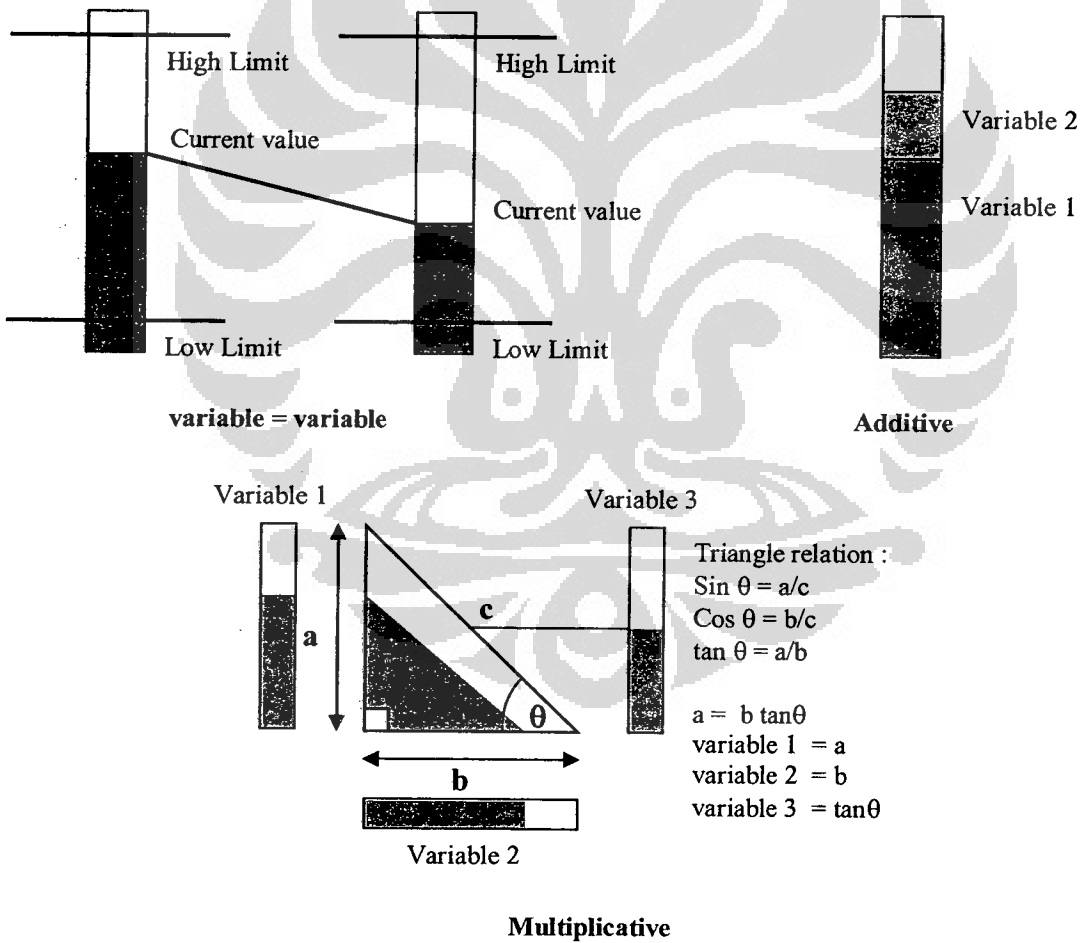 High Limit
High Limit
Current value
Current value
Low Limit
Low Limit
variable = variable
Variable 2
Variable 1
Additive
Variable 1
a
c
θ
b
Variable 2
Variable 3
Triangle relation :
Sin θ = a/c
Cos θ = b/c
tan θ = a/b
a = b tanθ
variable 1 = a
variable 2 = b
variable 3 = tanθ
Multiplicative